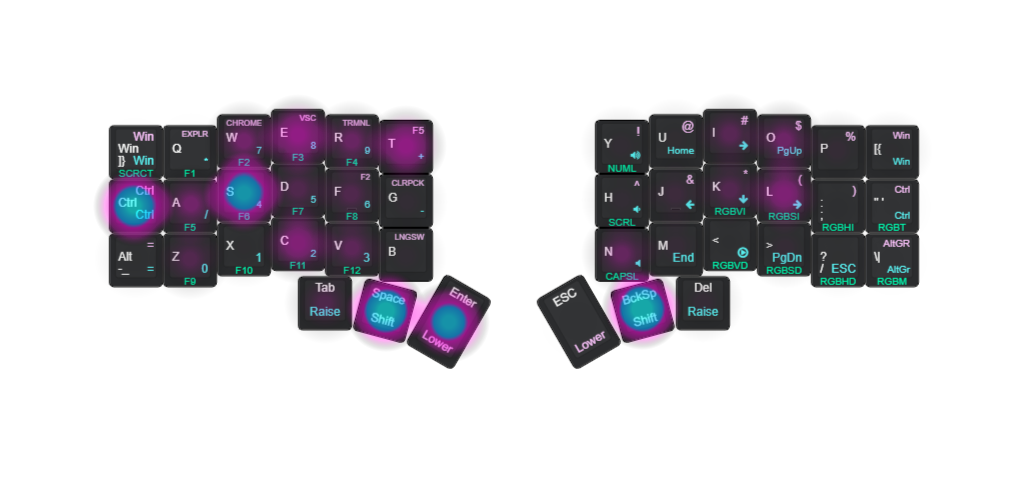 Win
Win
]} Win
SCRCT
EXPLR
Q
F1
CHROME
W
7
F2
VSC
E
8
F3
TRMNL
R
9
F4
F5
T
+
Ctrl
Ctrl
Ctrl
A
/
F5
S
4
F6
D
5
F7
F2
F
6
F8
CLRPCK
G
-
=
Alt
-_ =
Z
0
F9
X
1
F10
C
2
F11
V
3
F12
LNGSW
B
Tab
Raise
Space
Shift
Enter
Lower
!
Y
NUML
@
U
Home
#
I
$
O
PgUp
%
P
Win
[{
Win
^
H
SCRL
&
J
*
K
RGBVI
(
L
RGBSI
)
:
;
RGBHI
Ctrl
"'
Ctrl
RGBT
N
CAPSL
M
End
<
RGBVD
>
PgDn
RGBSD
?
/ ESC
RGBHD
AltGR
\|
AltGr
RGBM
ESC
Lower
BckSp
Shift
Del
Raise